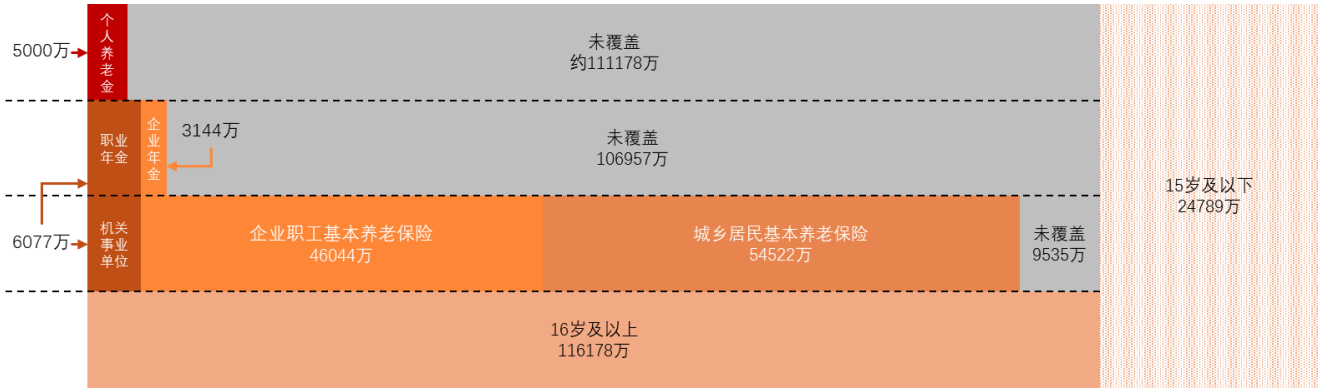 个
人
养
老
金
5000万
未覆盖
约111178万
职业
年金
企
业
年
金
3144万
未覆盖
106957万
15岁及以下
24789万
6077万
机关
事业
单位
企业职工基本养老保险
46044万
城乡居民基本养老保险
54522万
未覆盖
9535万
16岁及以上
116178万